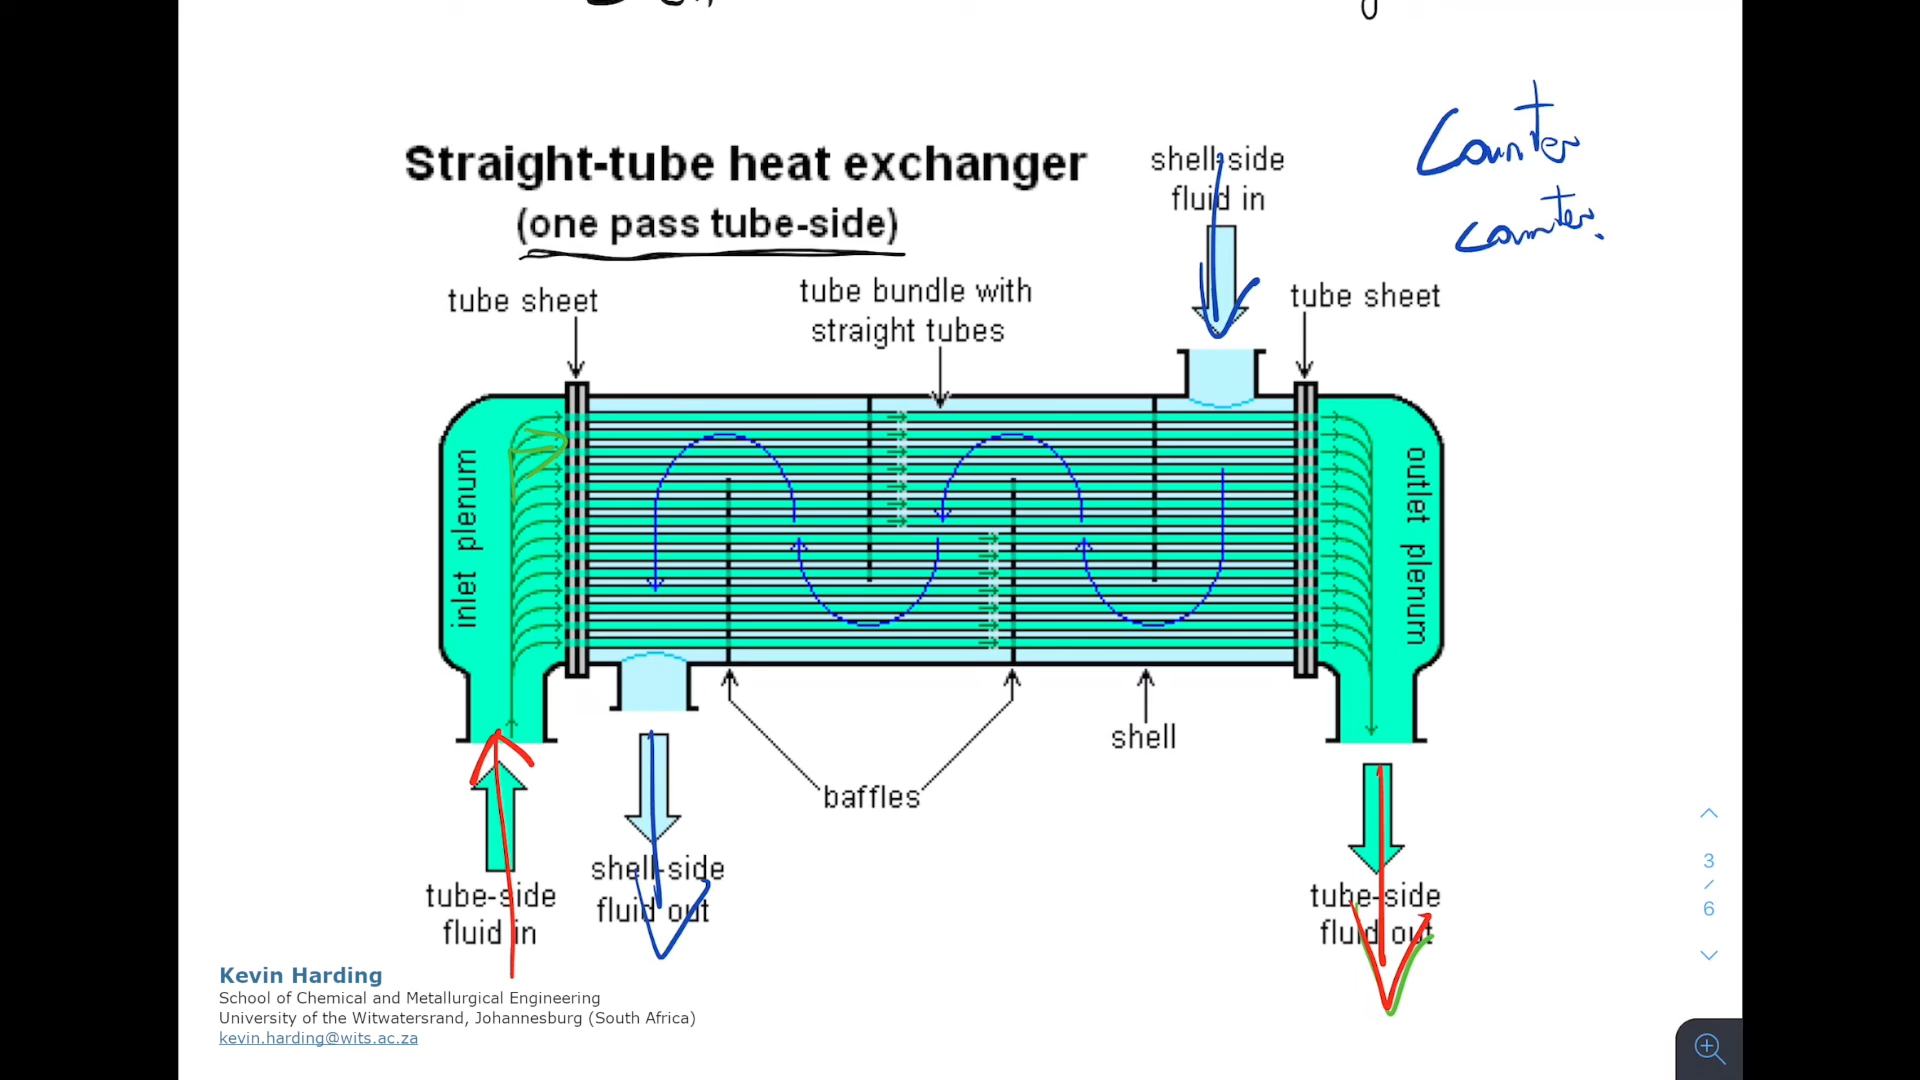 Straight-tube heat exchanger
(one pass tube-side)
shell-side
fluid in
Counter
counter.
tube sheet
tube bundle with
straight tubes
tube sheet
inlet plenum
outlet plenum
shell
baffles
tube-side
fluid in
shell-side
fluid out
tube-side
fluid out
3
/
6
Kevin Harding
School of Chemical and Metallurgical Engineering
University of the Witwatersrand, Johannesburg (South Africa)
kevin.harding@wits.ac.za